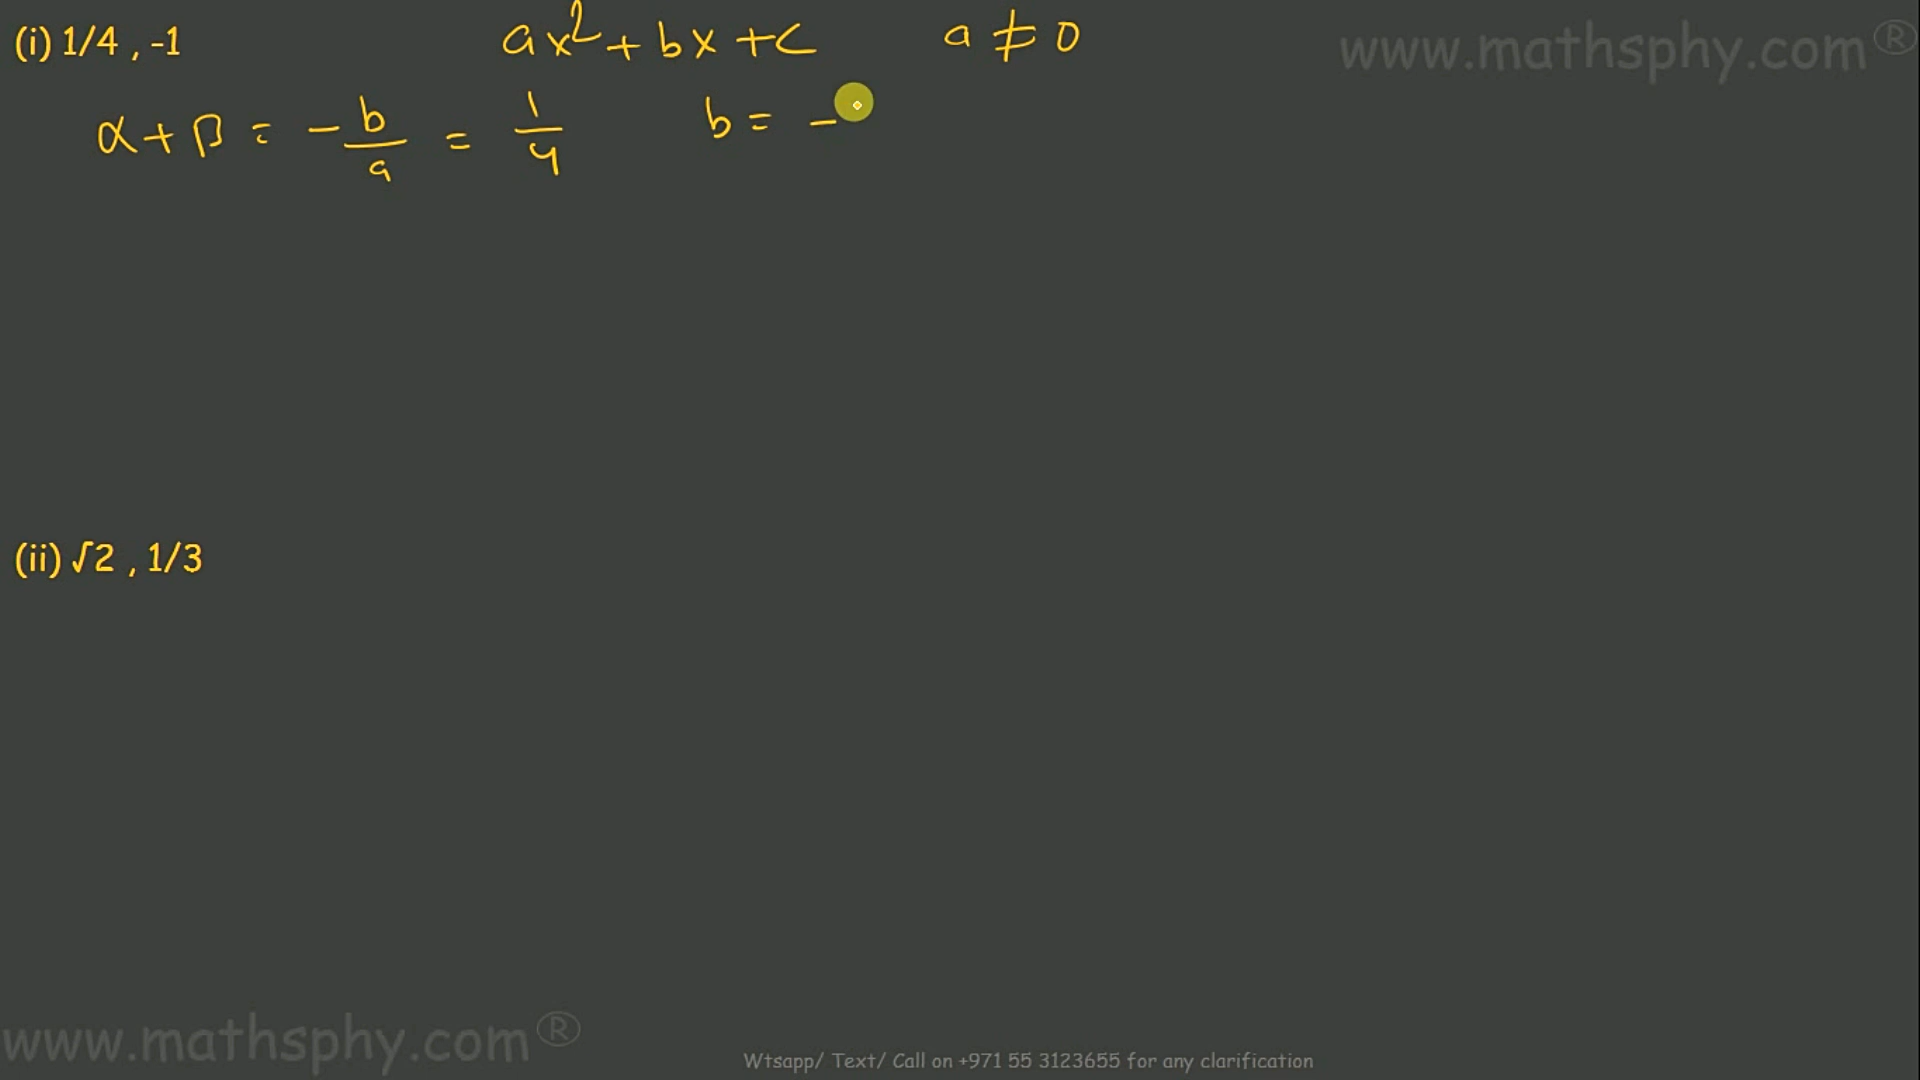 (i) 1/4 , -1 ax² + bx + c a ≠ 0 www.mathsphy.com®
α + β = - b/a = 1/4 b = -
(ii) √2 , 1/3
www.mathsphy.com®
Wtsapp/ Text/ Call on +971 55 3123655 for any clarification